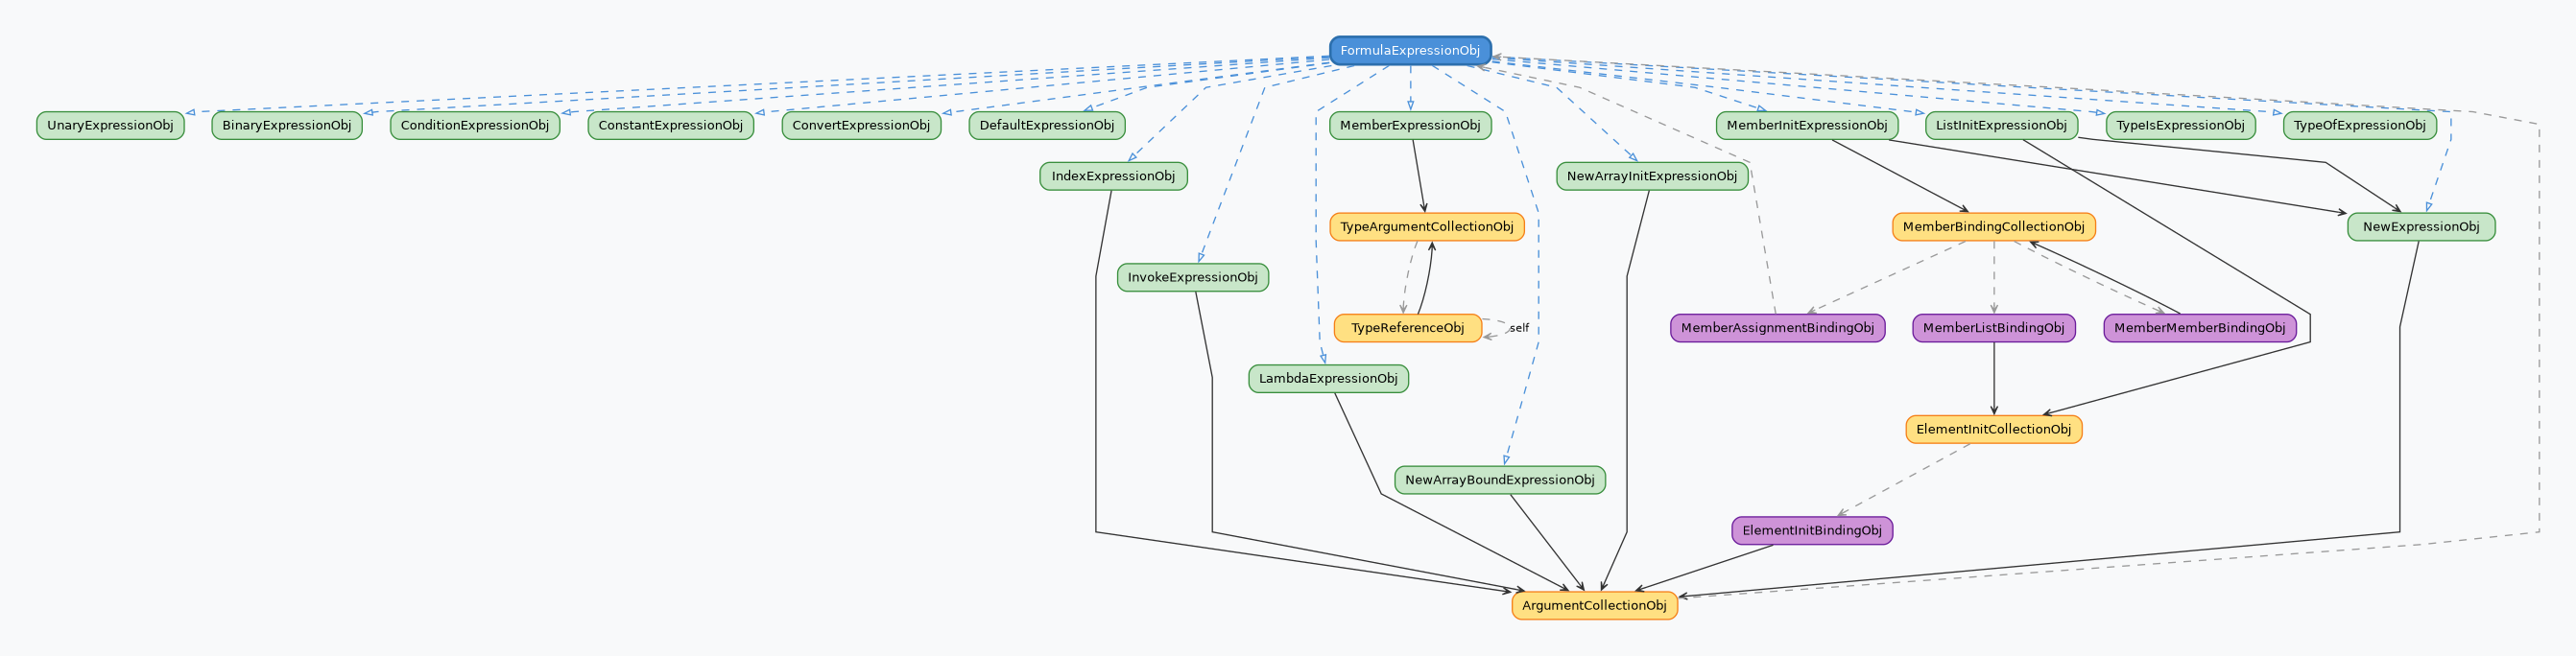 FormulaExpressionObj
UnaryExpressionObj
BinaryExpressionObj
ConditionExpressionObj
ConstantExpressionObj
ConvertExpressionObj
DefaultExpressionObj
MemberExpressionObj
MemberInitExpressionObj
ListInitExpressionObj
TypeIsExpressionObj
TypeOfExpressionObj
IndexExpressionObj
NewArrayInitExpressionObj
TypeArgumentCollectionObj
MemberBindingCollectionObj
NewExpressionObj
InvokeExpressionObj
TypeReferenceObj
self
MemberAssignmentBindingObj
MemberListBindingObj
MemberMemberBindingObj
LambdaExpressionObj
ElementInitCollectionObj
NewArrayBoundExpressionObj
ElementInitBindingObj
ArgumentCollectionObj